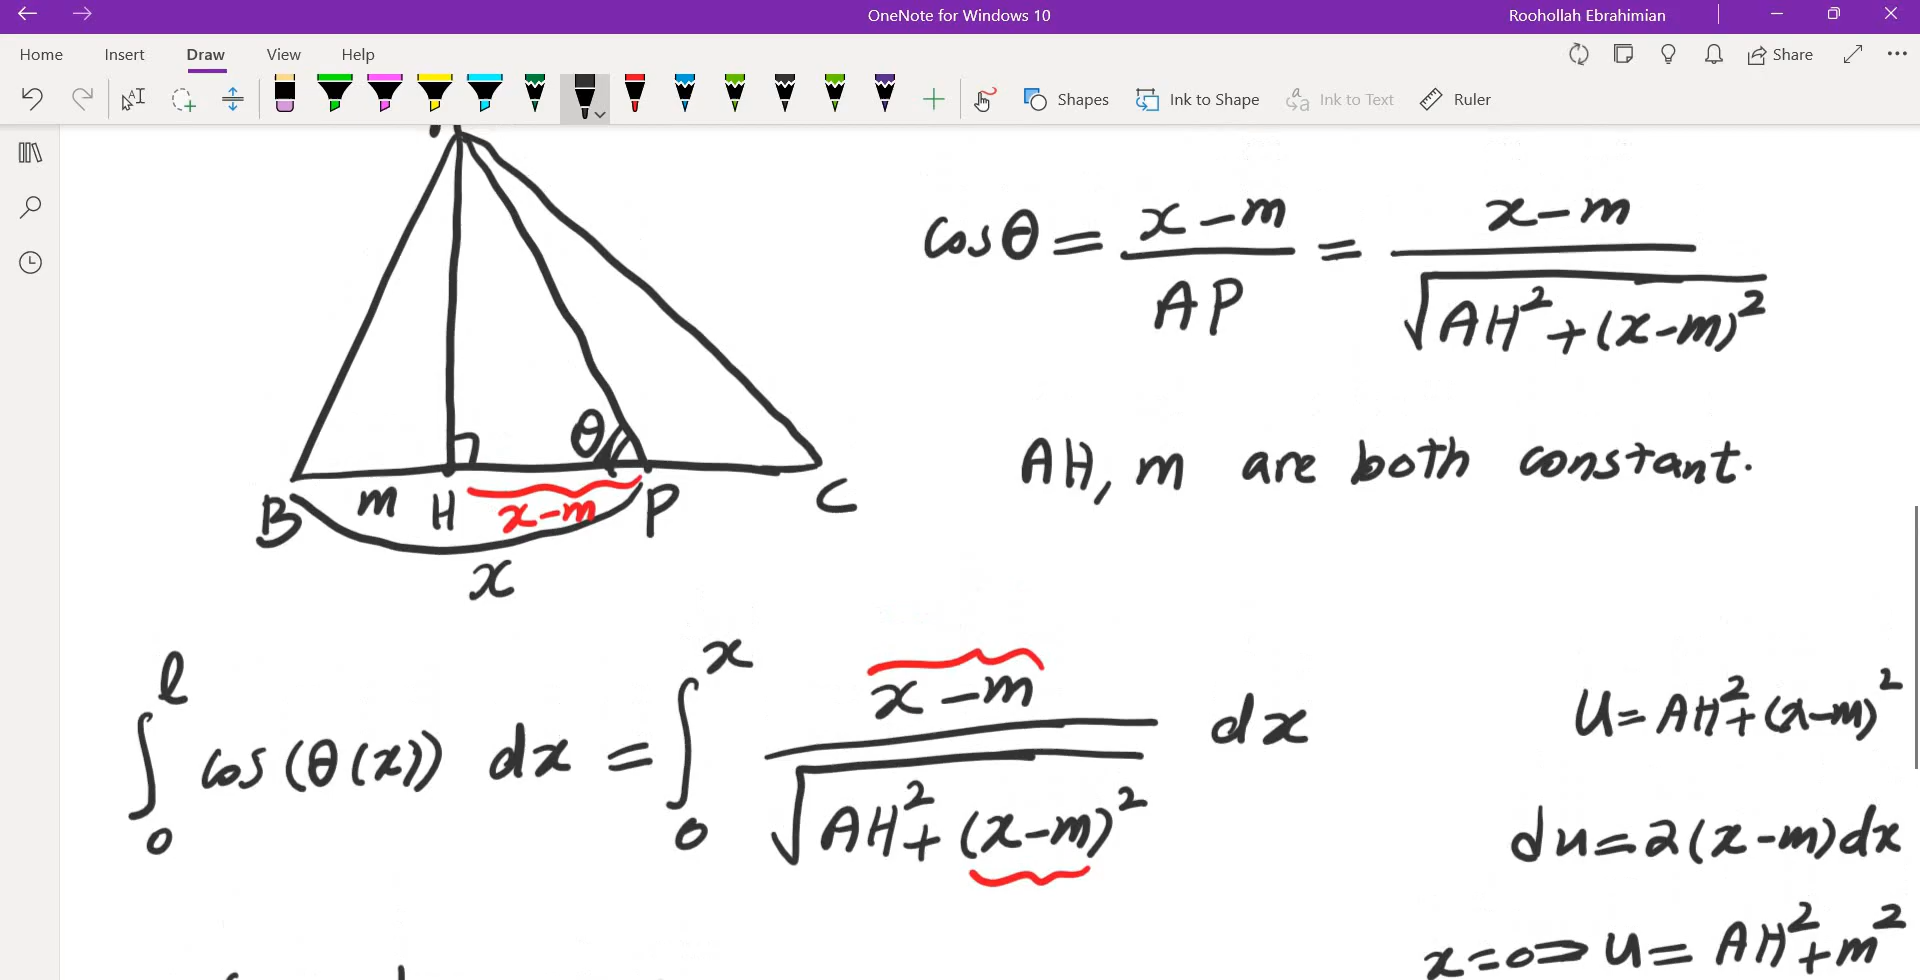 OneNote for Windows 10
Roohollah Ebrahimian
Home Insert Draw View Help
Share
Shapes Ink to Shape Ink to Text Ruler
cosθ = x-m / AP = x-m / √AH²+(x-m)²
θ
B m H x-m P C
x
AH, m are both constant.
∫₀ˡ cos(θ(x)) dx = ∫₀ˣ x-m / √AH²+(x-m)² dx
U= AH²+(x-m)²
du=2(x-m)dx
x=0⇒ u= AH²+m²